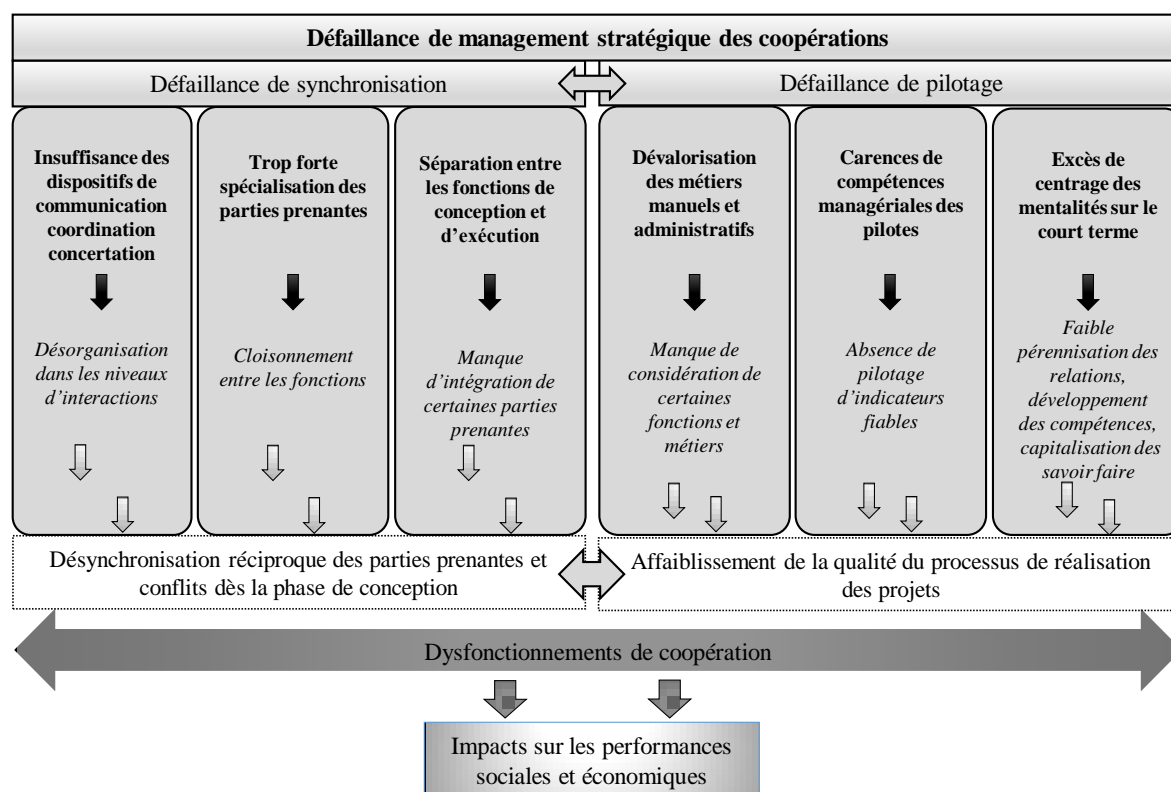 Défaillance de management stratégique des coopérations
Défaillance de synchronisation
Défaillance de pilotage
Insuffisance des
dispositifs de
communication
coordination
concertation
Désorganisation
dans les niveaux
d'interactions
Trop forte
spécialisation des
parties prenantes
Cloisonnement
entre les fonctions
Séparation entre
les fonctions de
conception et
d'exécution
Manque
d'intégration de
certaines parties
prenantes
Dévalorisation
des métiers
manuels et
administratifs
Manque de
considération de
certaines
fonctions et
métiers
Carences de
compétences
managériales des
pilotes
Absence de
pilotage
d'indicateurs
fiables
Excès de
centrage des
mentalités sur le
court terme
Faible
pérennisation des
relations,
développement
des compétences,
capitalisation des
savoir faire
Désynchronisation réciproque des parties prenantes et
conflits dès la phase de conception
Affaiblissement de la qualité du processus de réalisation
des projets
Dysfonctionnements de coopération
Impacts sur les performances
sociales et économiques